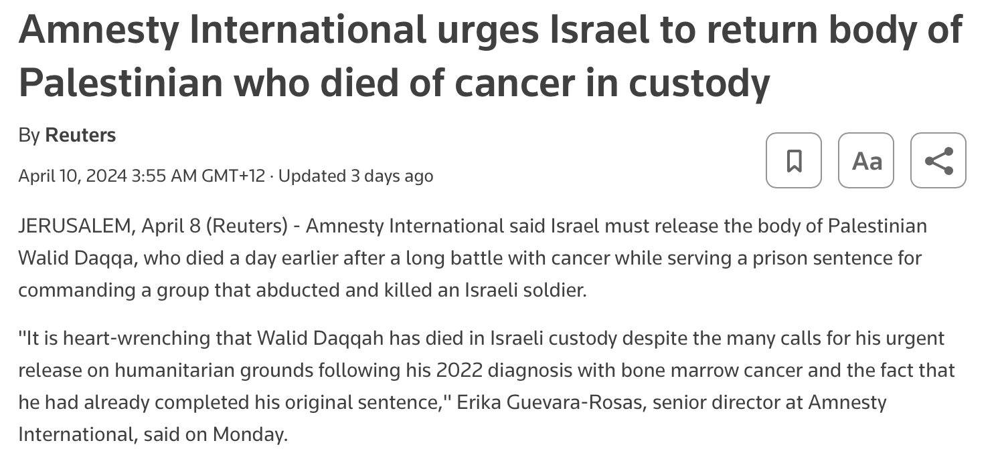 Amnesty International urges Israel to return body of
Palestinian who died of cancer in custody
By Reuters
Aa
April 10, 2024 3:55 AM GMT+12 · Updated 3 days ago
JERUSALEM, April 8 (Reuters) - Amnesty International said Israel must release the body of Palestinian
Walid Daqqa, who died a day earlier after a long battle with cancer while serving a prison sentence for
commanding a group that abducted and killed an Israeli soldier.
"It is heart-wrenching that Walid Daqqah has died in Israeli custody despite the many calls for his urgent
release on humanitarian grounds following his 2022 diagnosis with bone marrow cancer and the fact that
he had already completed his original sentence," Erika Guevara-Rosas, senior director at Amnesty
International, said on Monday.